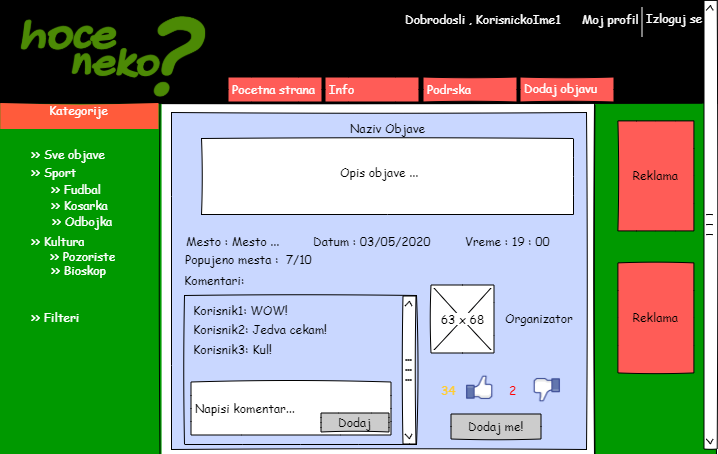 hoce
neko?
Dobrodosli , KorisnickoIme1
Moj profil
Izloguj se
Pocetna strana
Info
Podrska
Dodaj objavu
Kategorije
>> Sve objave
>> Sport
>> Fudbal
>> Kosarka
>> Odbojka
>> Kultura
>> Pozoriste
>> Bioskop
>> Filteri
Naziv Objave
Opis objave ...
Mesto : Mesto ...
Datum : 03/05/2020
Vreme : 19 : 00
Popujeno mesta : 7/10
Komentari:
Korisnik1: WOW!
Korisnik2: Jedva cekam!
Korisnik3: Kul!
Napisi komentar...
Dodaj
63 x 68
Organizator
34
2
Dodaj me!
Reklama
Reklama